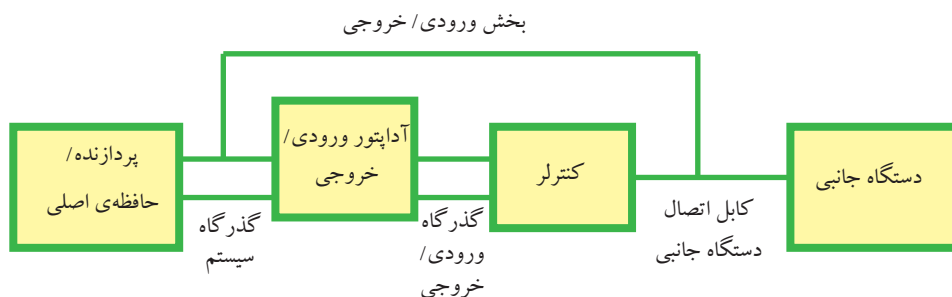 بخش ورودی/ خروجی
پردازنده/
حافظه‌ی اصلی
گذرگاه
سیستم
آداپتور ورودی/
خروجی
گذرگاه
ورودی/
خروجی
کنترلر
کابل اتصال
دستگاه جانبی
دستگاه جانبی